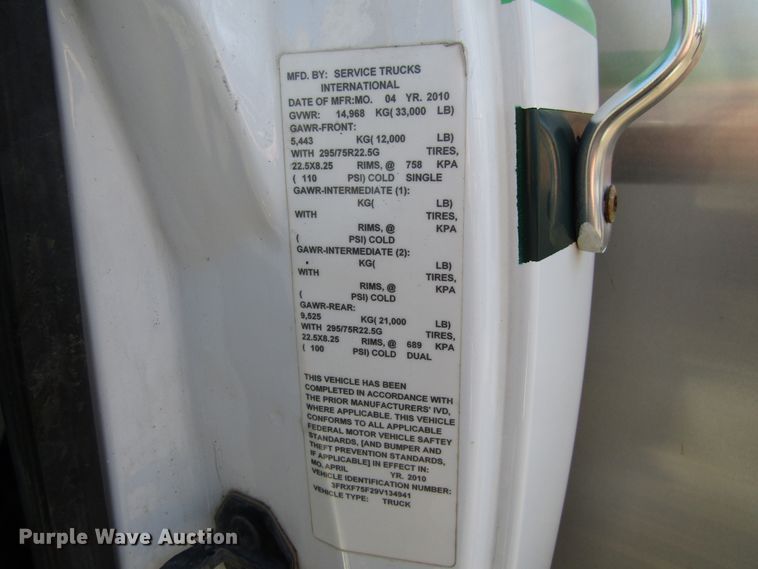 MFD. BY: SERVICE TRUCKS
INTERNATIONAL
DATE OF MFR:MO. 04 YR. 2010
GVWR: 14,968 KG( 33,000 LB)
GAWR-FRONT:
5,443 KG( 12,000 LB)
WITH 295/75R22.5G TIRES,
22.5X8.25 RIMS, @ 758 KPA
( 110 PSI) COLD SINGLE
GAWR-INTERMEDIATE (1):
KG( LB)
WITH TIRES,
RIMS, @ KPA
( PSI) COLD
GAWR-INTERMEDIATE (2):
KG( LB)
WITH TIRES,
RIMS, @ KPA
( PSI) COLD
GAWR-REAR:
9,525 KG( 21,000 LB)
WITH 295/75R22.5G TIRES,
22.5X8.25 RIMS, @ 689 KPA
( 100 PSI) COLD DUAL
THIS VEHICLE HAS BEEN
COMPLETED IN ACCORDANCE WITH
THE PRIOR MANUFACTURERS' IVD,
WHERE APPLICABLE. THIS VEHICLE
CONFORMS TO ALL APPLICABLE
FEDERAL MOTOR VEHICLE SAFTEY
STANDARDS, [AND BUMPER AND
THEFT PREVENTION STANDARDS,
IF APPLICABLE] IN EFFECT IN:
MO. APRIL YR. 2010
VEHICLE IDENTIFICATION NUMBER:
3FRXF75F29V134941
VEHICLE TYPE: TRUCK
Purple Wave Auction